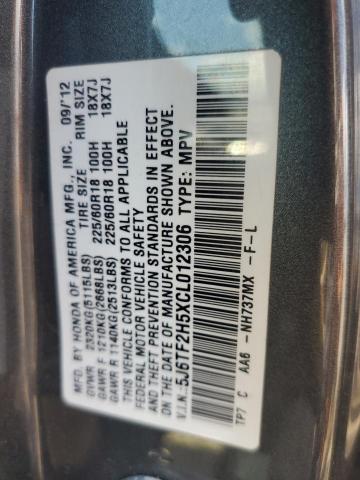 MFD. BY HONDA OF AMERICA MFG., INC. 09/'12
TIRE SIZE RIM SIZE
GVWR 2320KG(5115LBS)
GAWR F 1210KG(2668LBS) 225/60R18 100H 18X7J
GAWR R 1140KG(2513LBS) 225/60R18 100H 18X7J
THIS VEHICLE CONFORMS TO ALL APPLICABLE
FEDERAL MOTOR VEHICLE SAFETY
AND THEFT PREVENTION STANDARDS IN EFFECT
ON THE DATE OF MANUFACTURE SHOWN ABOVE.
V.I.N.:5J6TF2H5XCL012306 TYPE: MPV
TP7 C AA6 -NH737MX -F-L